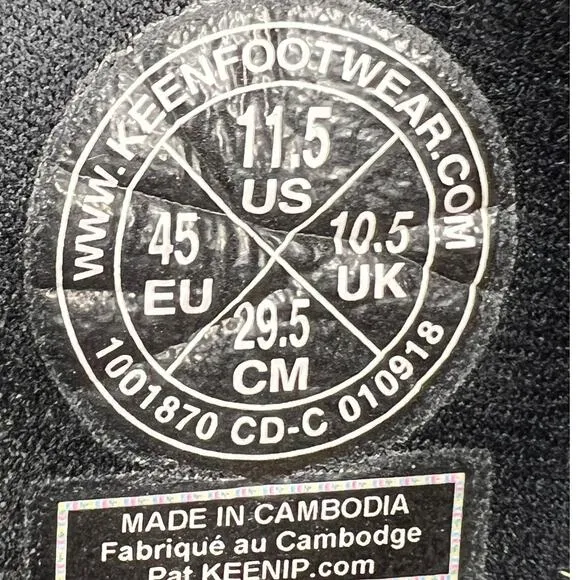 WWW.KEENFOOTWEAR.COM
11.5
US
45
EU
10.5
UK
29.5
CM
1001870 CD-C 010918
MADE IN CAMBODIA
Fabriqué au Cambodge
Pat KEENIP.com